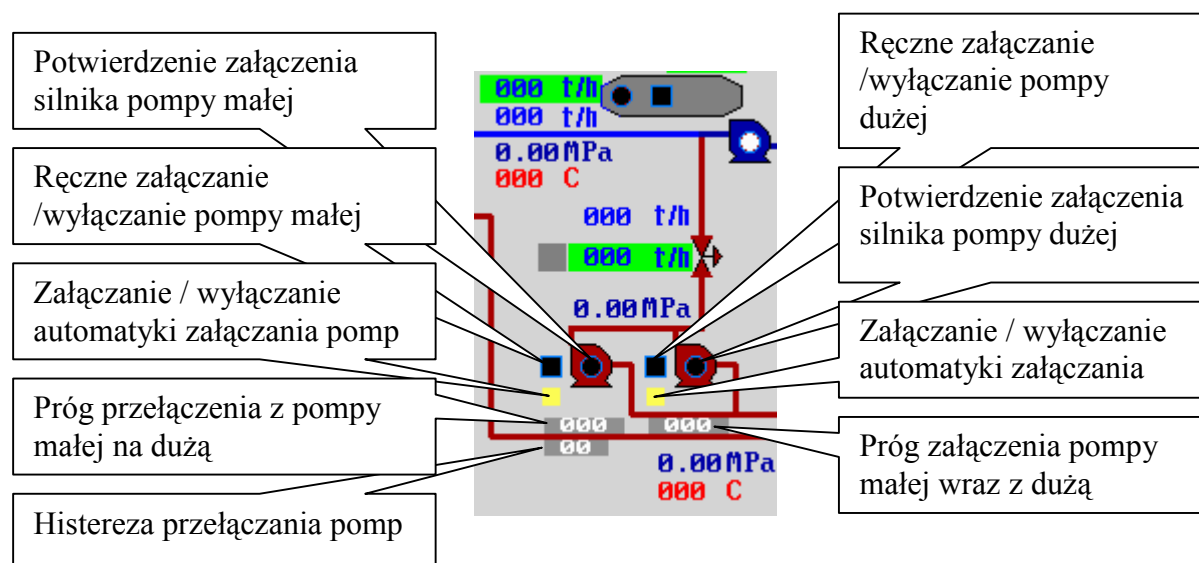 Potwierdzenie załączenia
silnika pompy małej
Ręczne załączanie
/wyłączanie pompy małej
Załączanie / wyłączanie
automatyki załączania pomp
Próg przełączenia z pompy
małej na dużą
Histereza przełączania pomp
000 t/h
000 t/h
0.00MPa
000 C
000 t/h
000 t/h
0.00MPa
000
000
00
0.00MPa
000 C
Ręczne załączanie
/wyłączanie pompy
dużej
Potwierdzenie załączenia
silnika pompy dużej
Załączanie / wyłączanie
automatyki załączania
Próg załączenia pompy
małej wraz z dużą